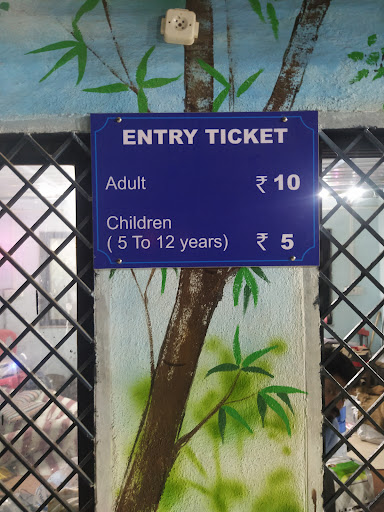 ENTRY TICKET
Adult ₹ 10
Children
( 5 To 12 years) ₹ 5